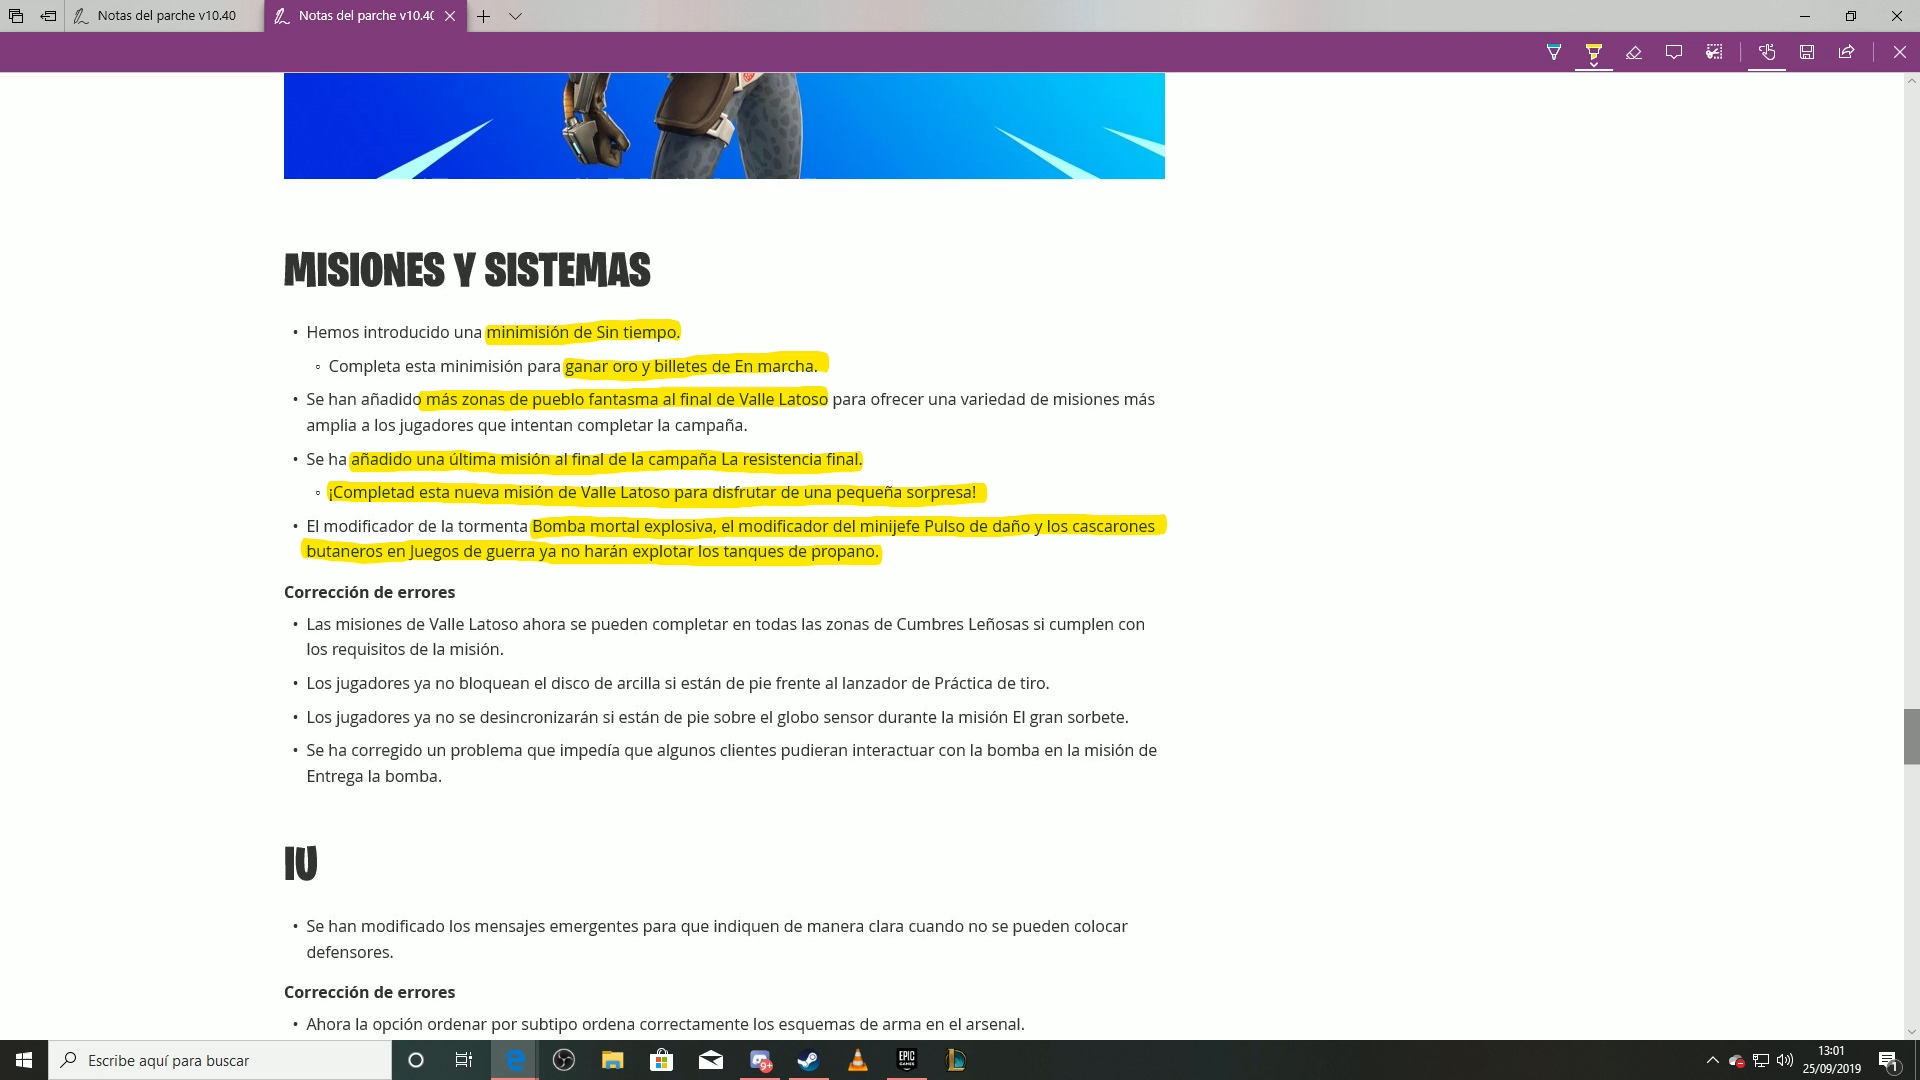 Notas del parche v10.40
Notas del parche v10.40
MISIONES Y SISTEMAS
• Hemos introducido una minimisión de Sin tiempo.
◦ Completa esta minimisión para ganar oro y billetes de En marcha.
• Se han añadido más zonas de pueblo fantasma al final de Valle Latoso para ofrecer una variedad de misiones más
amplia a los jugadores que intentan completar la campaña.
• Se ha añadido una última misión al final de la campaña La resistencia final.
◦ ¡Completad esta nueva misión de Valle Latoso para disfrutar de una pequeña sorpresa!
• El modificador de la tormenta Bomba mortal explosiva, el modificador del minijefe Pulso de daño y los cascarones
butaneros en Juegos de guerra ya no harán explotar los tanques de propano.
Corrección de errores
• Las misiones de Valle Latoso ahora se pueden completar en todas las zonas de Cumbres Leñosas si cumplen con
los requisitos de la misión.
• Los jugadores ya no bloquean el disco de arcilla si están de pie frente al lanzador de Práctica de tiro.
• Los jugadores ya no se desincronizarán si están de pie sobre el globo sensor durante la misión El gran sorbete.
• Se ha corregido un problema que impedía que algunos clientes pudieran interactuar con la bomba en la misión de
Entrega la bomba.
IU
• Se han modificado los mensajes emergentes para que indiquen de manera clara cuando no se pueden colocar
defensores.
Corrección de errores
• Ahora la opción ordenar por subtipo ordena correctamente los esquemas de arma en el arsenal.
Escribe aquí para buscar
9+
EPIC
GAMES
13:01
25/09/2019
1